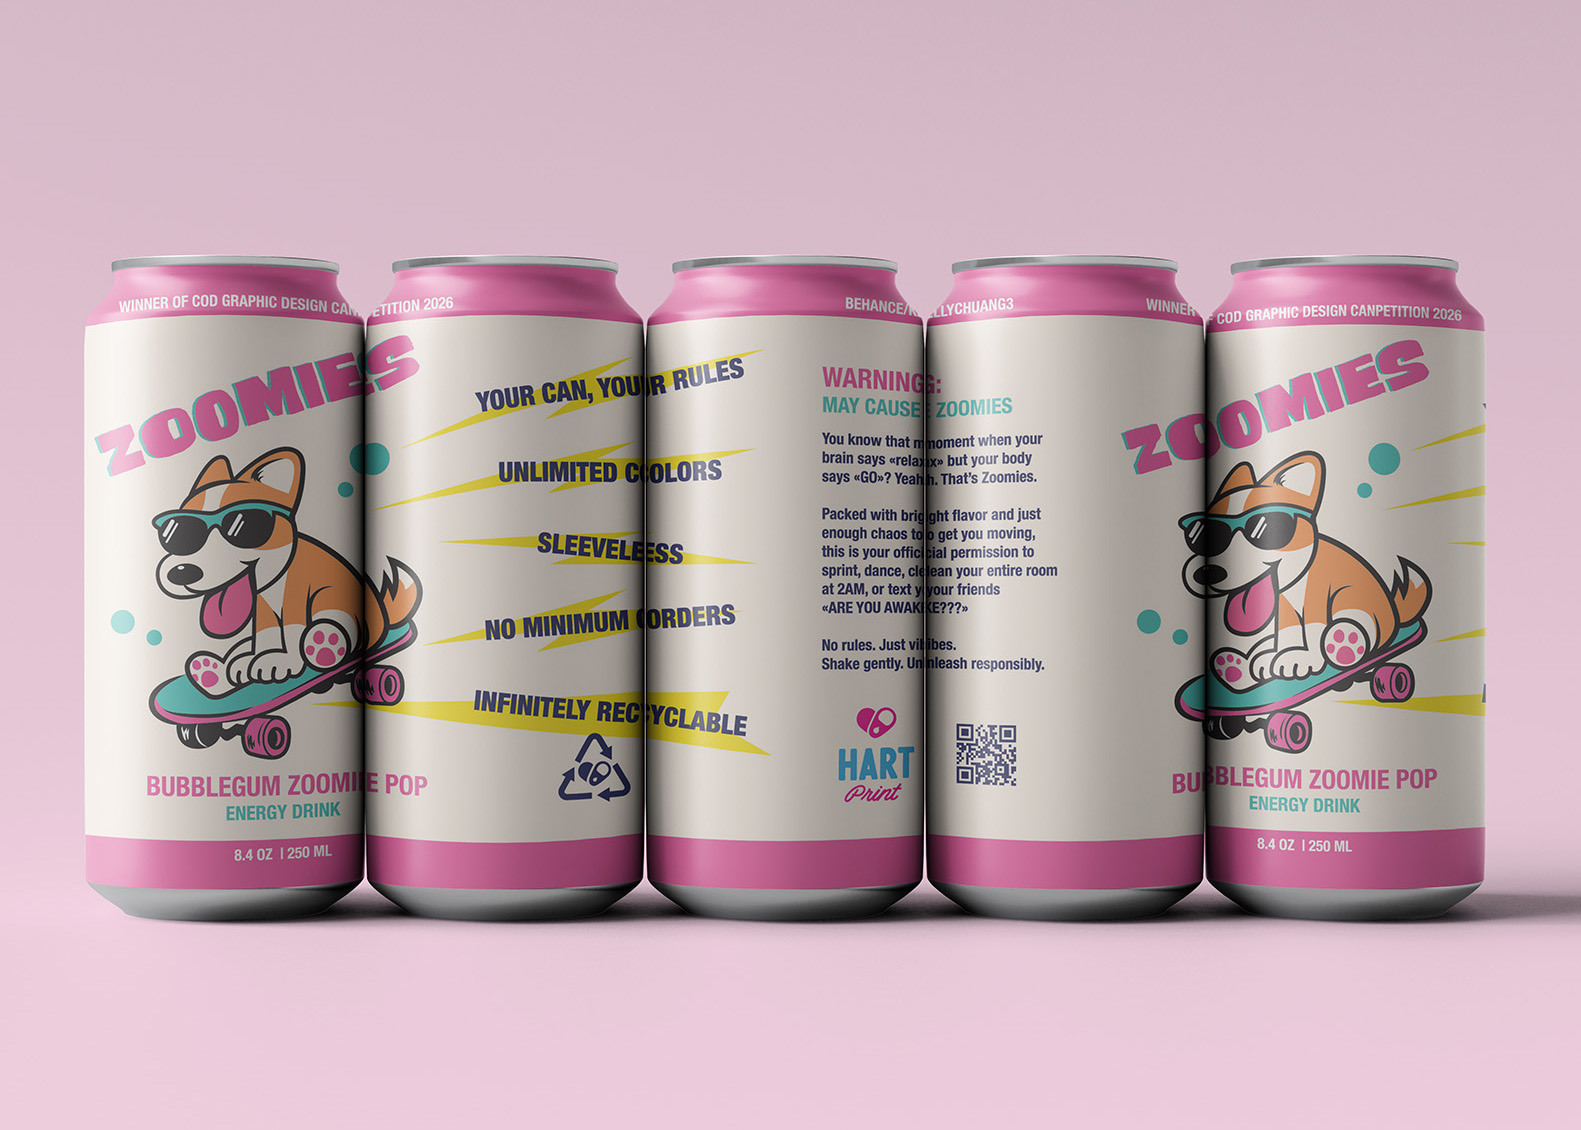 WINNER OF COD GRAPHIC DESIGN CANPETITION 2026
ZOOMIES
BUBBLEGUM ZOOMIE POP
ENERGY DRINK
8.4 OZ | 250 ML
YOUR CAN, YOUR RULES
UNLIMITED COLORS
SLEEVELESS
NO MINIMUM ORDERS
INFINITELY RECYCLABLE
BEHANCE/KELLYCHUANG3
WARNING:
MAY CAUSE ZOOMIES
You know that moment when your
brain says «relax» but your body
says «GO»? Yeah. That's Zoomies.
Packed with bright flavor and just
enough chaos to get you moving,
this is your official permission to
sprint, dance, clean your entire room
at 2AM, or text your friends
«ARE YOU AWAKE???»
No rules. Just vibes.
Shake gently. Unleash responsibly.
HART
Print
WINNER OF COD GRAPHIC DESIGN CANPETITION 2026
ZOOMIES
BUBBLEGUM ZOOMIE POP
ENERGY DRINK
8.4 OZ | 250 ML